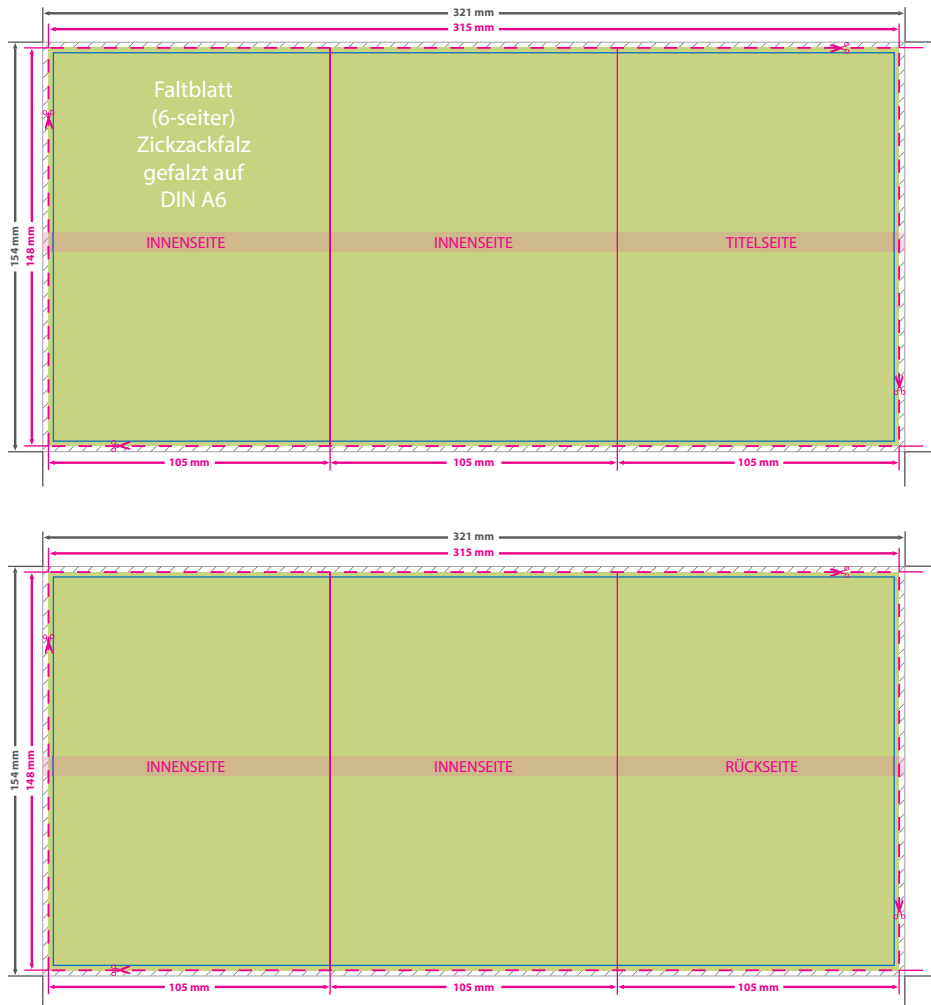 321 mm
315 mm
Faltblatt
(6-seiter)
Zickzackfalz
gefalzt auf
DIN A6
154 mm
148 mm
INNENSEITE INNENSEITE TITELSEITE
105 mm 105 mm 105 mm
321 mm
315 mm
154 mm
148 mm
INNENSEITE INNENSEITE RÜCKSEITE
105 mm 105 mm 105 mm